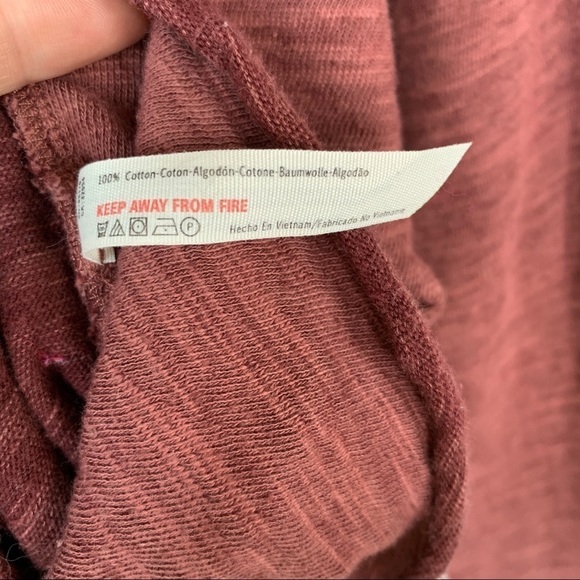 100% Cotton-Coton-Algodón-Cotone-Baumwolle-Algodão
KEEP AWAY FROM FIRE
P
Hecho En Vietnam/Fabricado No Vietname